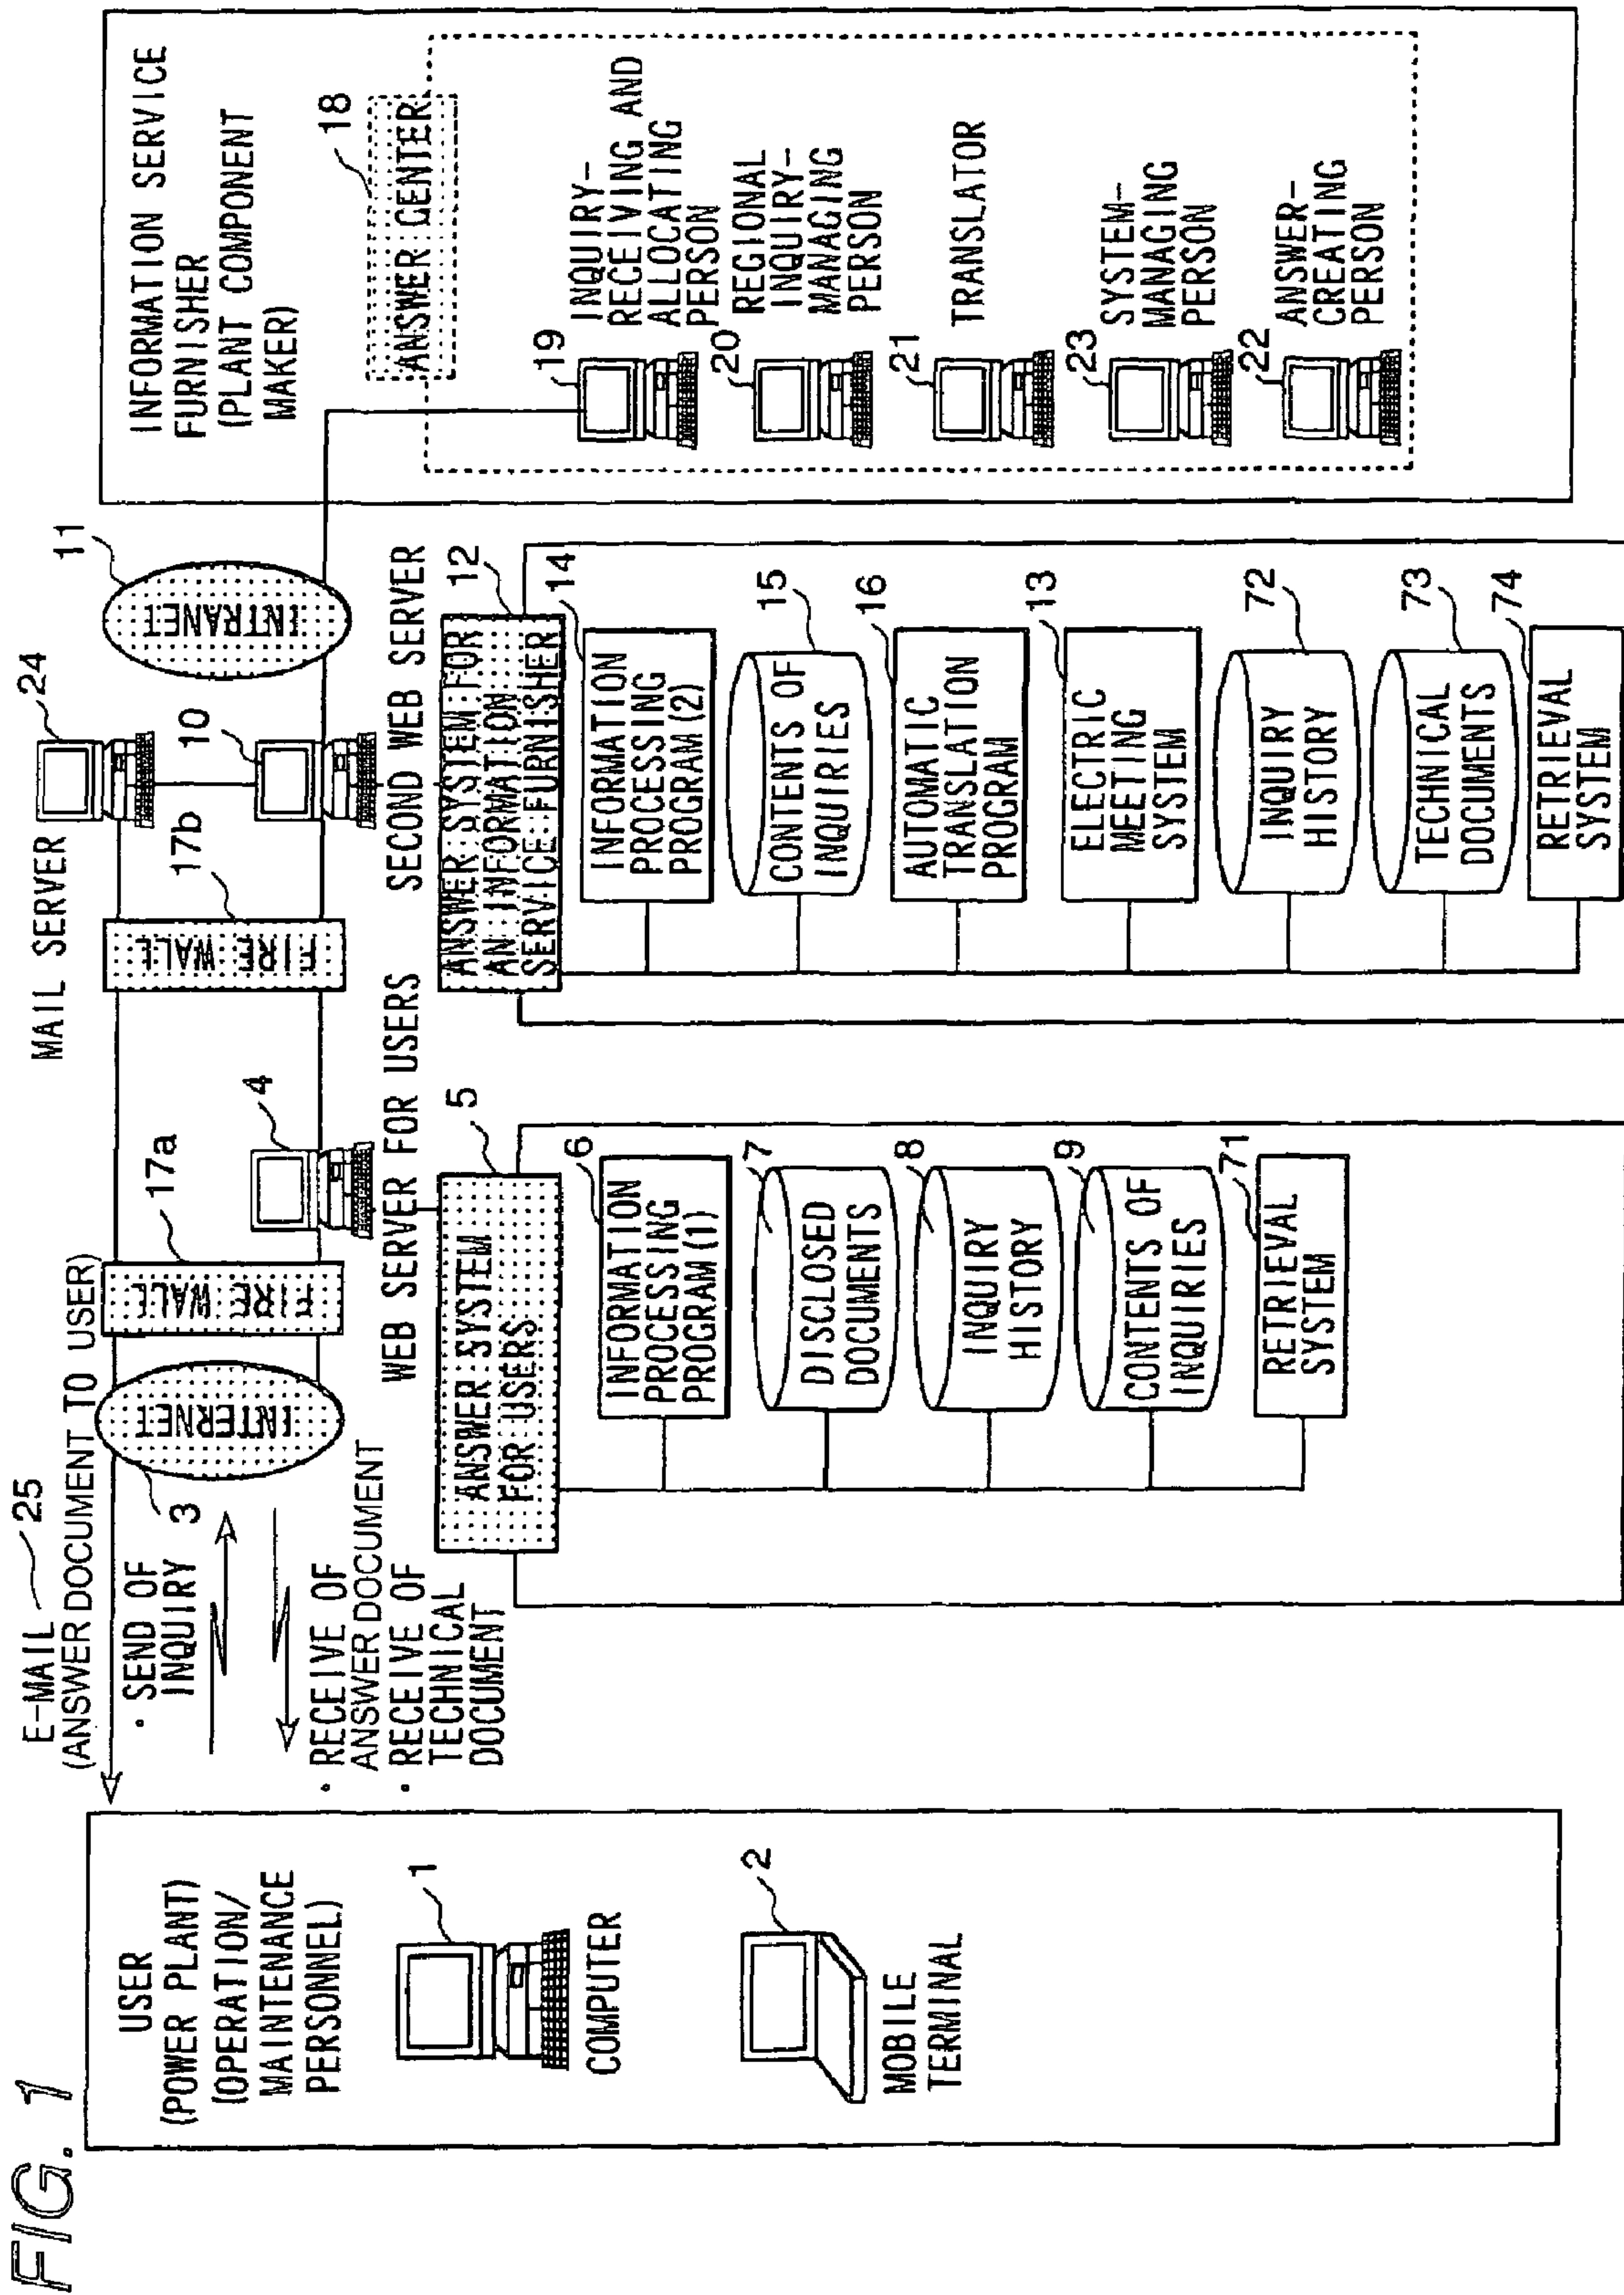 FIG. 1
USER
(POWER PLANT)
(OPERATION/
MAINTENANCE
PERSONNEL)
1
COMPUTER
2
MOBILE
TERMINAL
E-MAIL 25
(ANSWER DOCUMENT TO USER)
· SEND OF
INQUIRY
3
INTERNET
· RECEIVE OF
ANSWER DOCUMENT
· RECEIVE OF
TECHNICAL
DOCUMENT
17a
FIRE WALL
4
WEB SERVER FOR USERS
5
ANSWER SYSTEM
FOR USERS
6
INFORMATION
PROCESSING
PROGRAM (1)
7
DISCLOSED
DOCUMENTS
8
INQUIRY
HISTORY
9
CONTENTS OF
INQUIRIES
71
RETRIEVAL
SYSTEM
MAIL SERVER
24
17b
FIRE WALL
10
11
INTRANET
SECOND WEB SERVER
12
ANSWER SYSTEM FOR
AN INFORMATION
SERVICE FURNISHER
14
INFORMATION
PROCESSING
PROGRAM (2)
15
CONTENTS OF
INQUIRIES
16
AUTOMATIC
TRANSLATION
PROGRAM
13
ELECTRIC
MEETING
SYSTEM
72
INQUIRY
HISTORY
73
TECHNICAL
DOCUMENTS
74
RETRIEVAL
SYSTEM
INFORMATION SERVICE
FURNISHER
(PLANT COMPONENT
MAKER)
18
ANSWER CENTER
19
INQUIRY-
RECEIVING AND
ALLOCATING
PERSON
20
REGIONAL
INQUIRY-
MANAGING
PERSON
21
TRANSLATOR
23
SYSTEM-
MANAGING
PERSON
22
ANSWER-
CREATING
PERSON